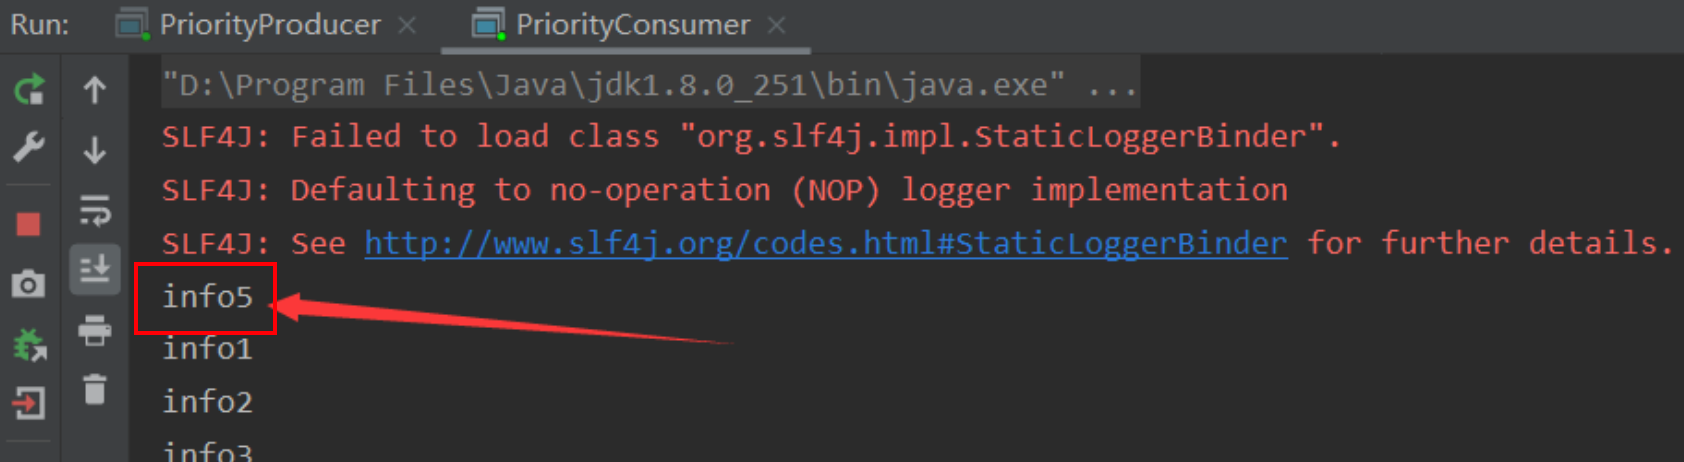 Run: PriorityProducer × PriorityConsumer ×
"D:\Program Files\Java\jdk1.8.0_251\bin\java.exe" ...
SLF4J: Failed to load class "org.slf4j.impl.StaticLoggerBinder".
SLF4J: Defaulting to no-operation (NOP) logger implementation
SLF4J: See http://www.slf4j.org/codes.html#StaticLoggerBinder for further details.
info5
info1
info2
info3